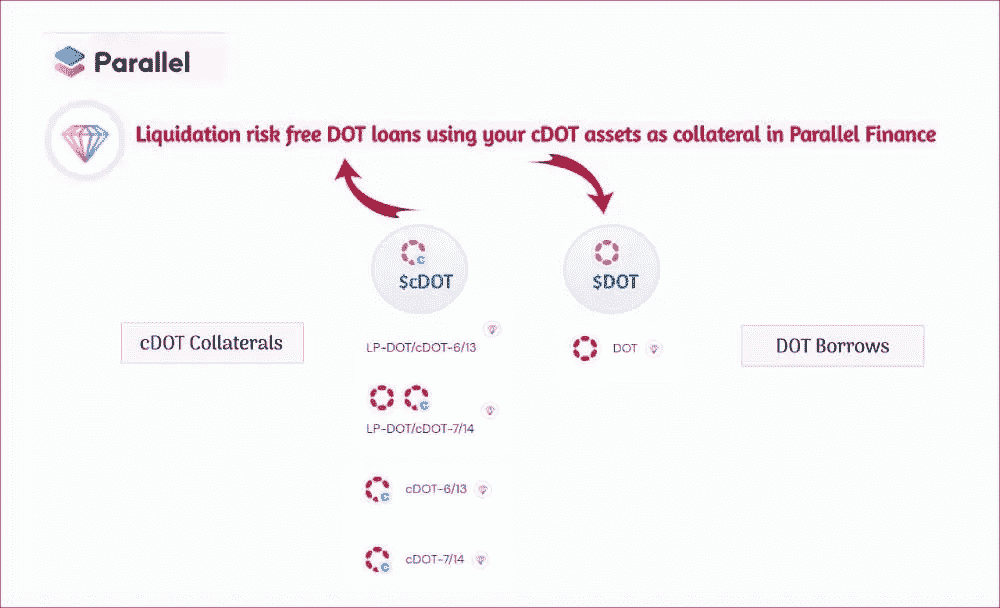 Parallel
Liquidation risk free DOT loans using your cDOT assets as collateral in Parallel Finance
$cDOT
$DOT
cDOT Collaterals
LP-DOT/cDOT-6/13
DOT
DOT Borrows
LP-DOT/cDOT-7/14
cDOT-6/13
cDOT-7/14